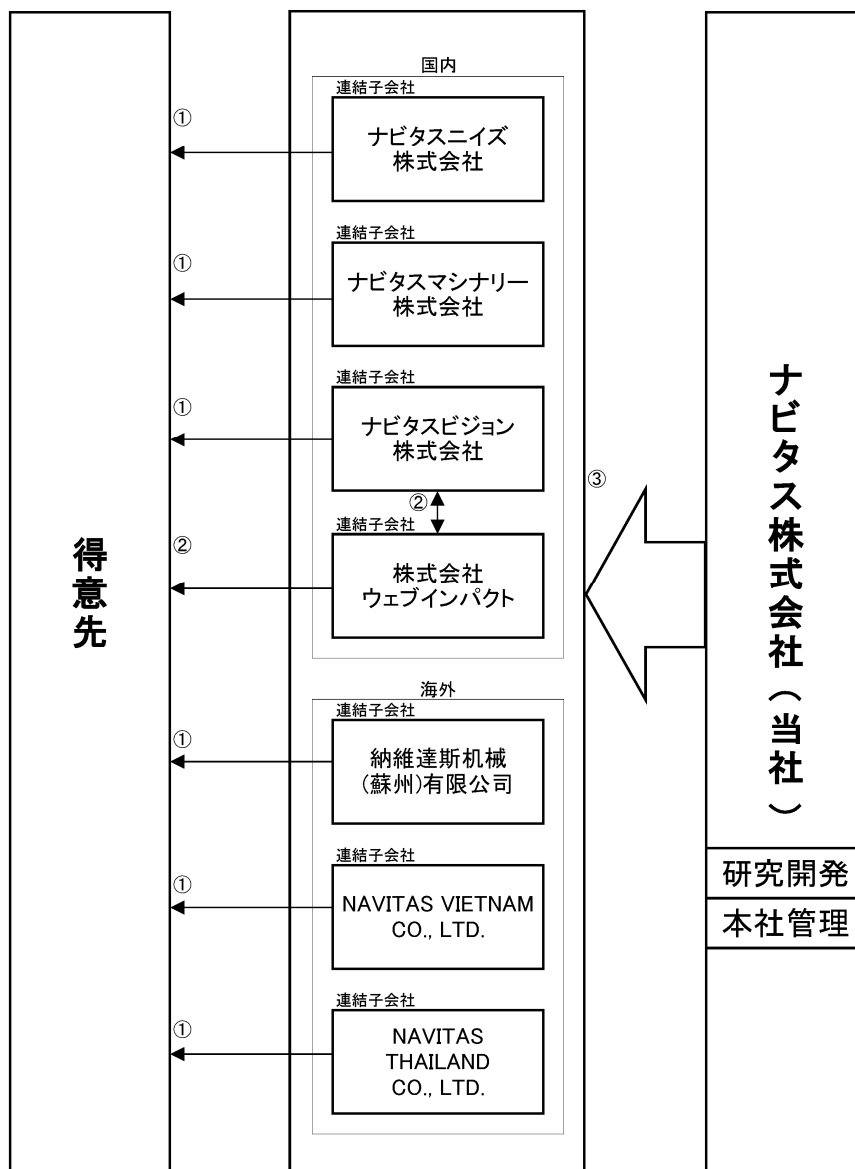 得意先
国内
連結子会社
①
ナビタスニイズ
株式会社
連結子会社
①
ナビタスマシナリー
株式会社
連結子会社
①
ナビタスビジョン
株式会社
②
連結子会社
②
株式会社
ウェブインパクト
海外
連結子会社
①
納維達斯机械
(蘇州)有限公司
連結子会社
①
NAVITAS VIETNAM
CO., LTD.
連結子会社
①
NAVITAS
THAILAND
CO., LTD.
③
ナビタス株式会社(当社)
研究開発
本社管理